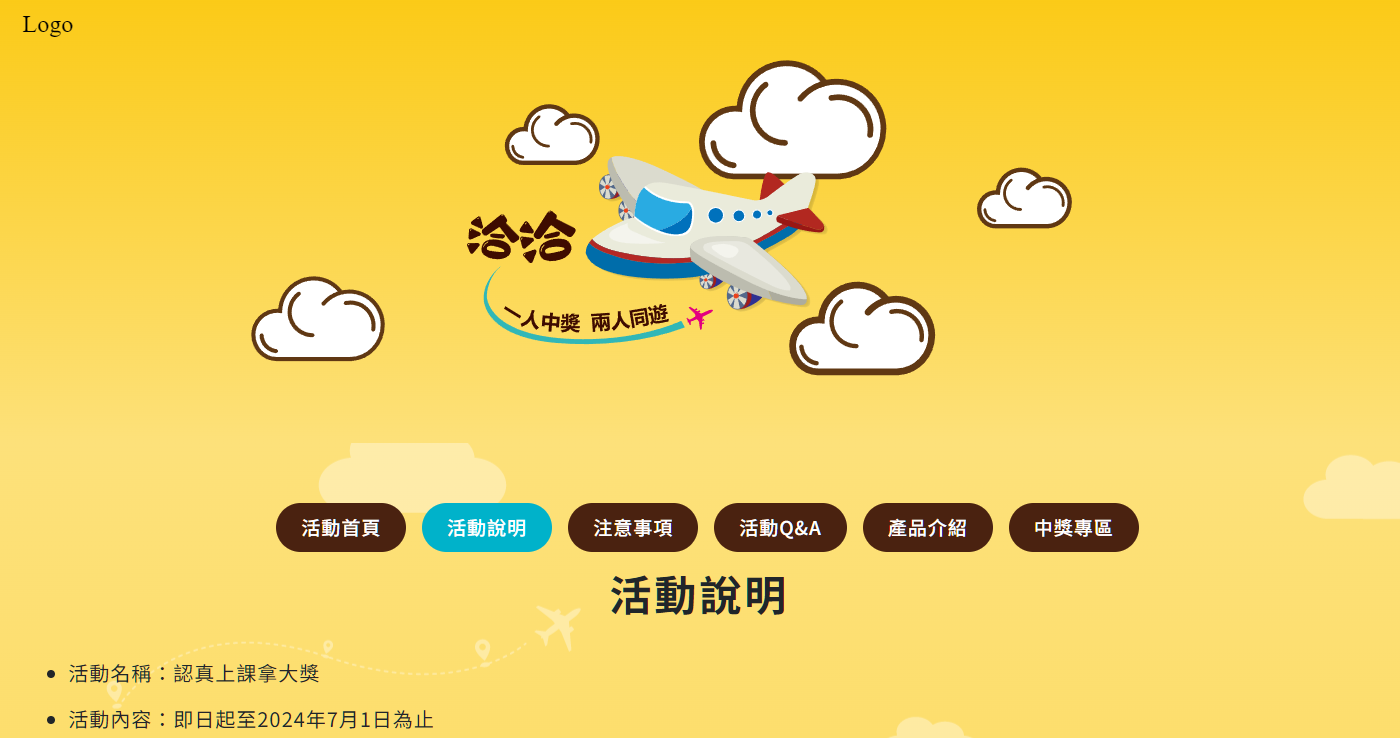 Logo
洽洽
一人中獎 兩人同遊
活動首頁 活動說明 注意事項 活動Q&A 產品介紹 中獎專區
活動說明
活動名稱：認真上課拿大獎
活動內容：即日起至2024年7月1日為止